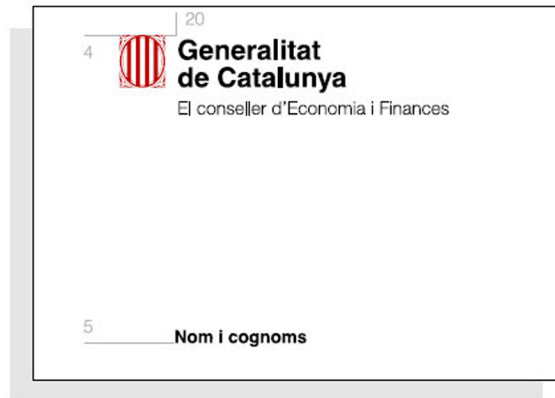 20
4
Generalitat
de Catalunya
El conseller d'Economia i Finances
5
Nom i cognoms